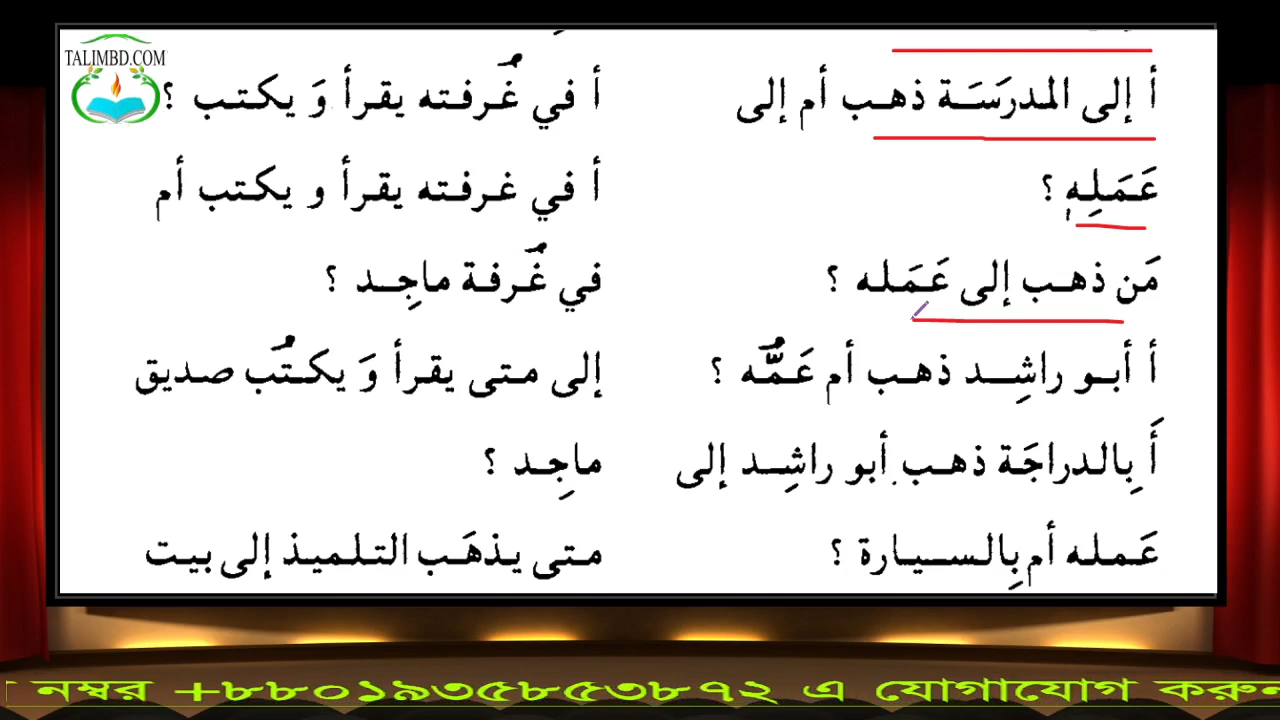 TALIMBD.COM
أ إلى المدرَسَة ذهب أم إلى
عَمَلِهِ ؟
مَن ذهب إلى عَمَله ؟
أ أبو راشِد ذهب أم عَمُّه ؟
أَ بِالدراجَة ذهب أبو راشِد إلى
عَمله أم بِالسيارة ؟
أ في غُرفته يقرأ وَ يكتب ؟
أ في غرفته يقرأ و يكتب أم
في غُرفة ماجِد ؟
إلى متى يقرأ وَ يكتُب صديق
ماجِد ؟
متى يذهَب التلميذ إلى بيت
নম্বর +৮৮০১৯৩৫৮৫৩৮৭২ এ যোগাযোগ করুন